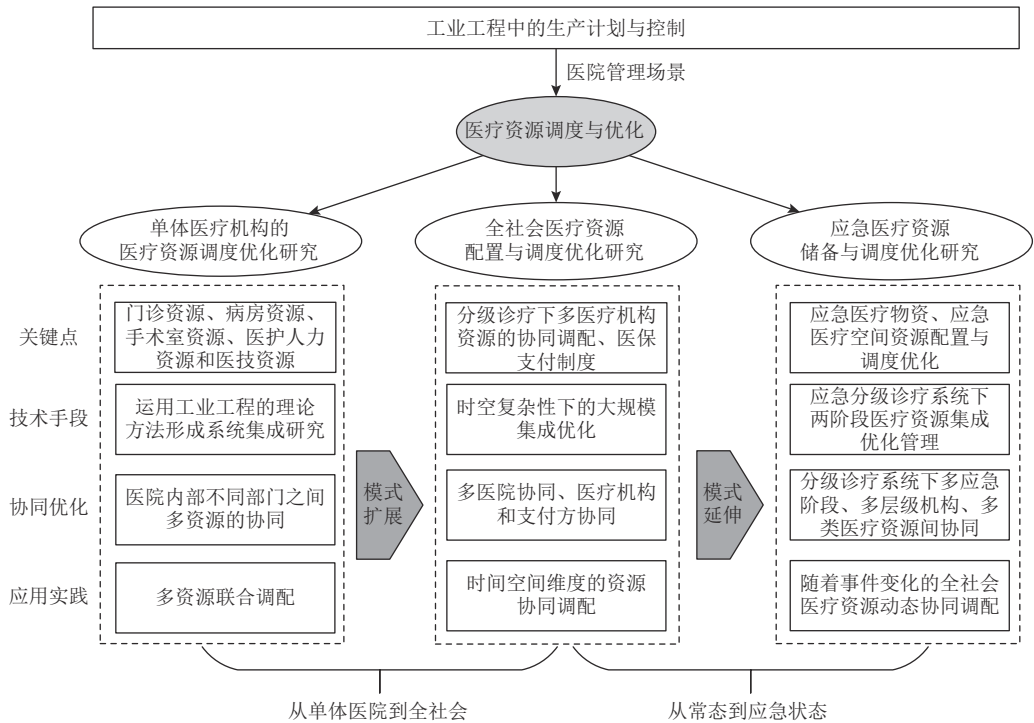 工业工程中的生产计划与控制
医院管理场景
医疗资源调度与优化
单体医疗机构的
医疗资源调度优化研究
全社会医疗资源
配置与调度优化研究
应急医疗资源
储备与调度优化研究
关键点
门诊资源、病房资源、
手术室资源、医护人力
资源和医技资源
分级诊疗下多医疗机构
资源的协同调配、医保
支付制度
应急医疗物资、应急
医疗空间资源配置与
调度优化
技术手段
运用工业工程的理论
方法形成系统集成研究
时空复杂性下的大规模
集成优化
应急分级诊疗系统下
两阶段医疗资源集成
优化管理
协同优化
医院内部不同部门之间
多资源的协同
模式
扩展
多医院协同、医疗机构
和支付方协同
模式
延伸
分级诊疗系统下多应急
阶段、多层级机构、多
类医疗资源间协同
应用实践
多资源联合调配
时间空间维度的资源
协同调配
随着事件变化的全社会
医疗资源动态协同调配
从单体医院到全社会
从常态到应急状态